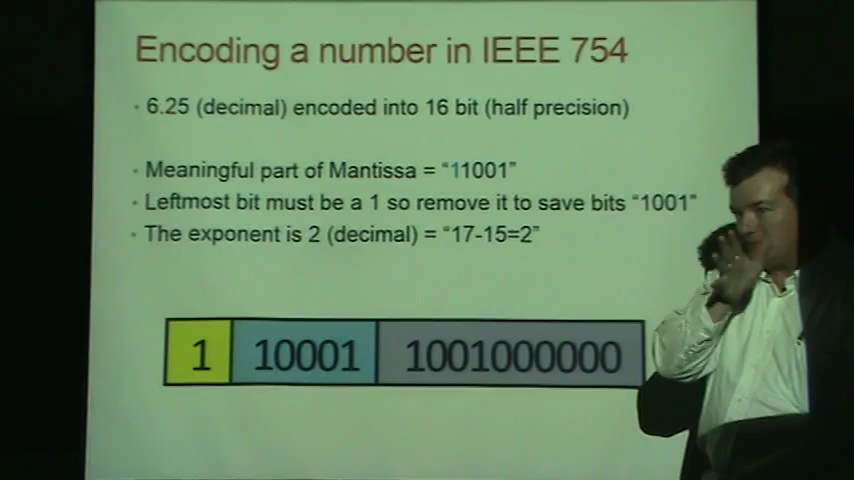 Encoding a number in IEEE 754
• 6.25 (decimal) encoded into 16 bit (half precision)
• Meaningful part of Mantissa = “11001”
• Leftmost bit must be a 1 so remove it to save bits “1001”
• The exponent is 2 (decimal) = “17-15=2”
1 10001 1001000000